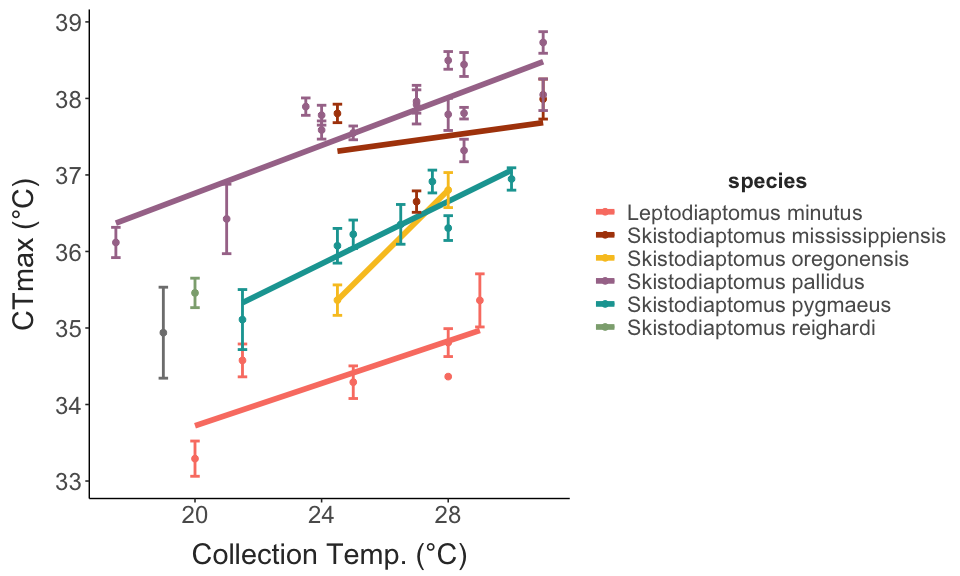 39
38
37
36
35
34
33
CTmax (°C)
20 24 28
Collection Temp. (°C)
species
Leptodiaptomus minutus
Skistodiaptomus mississippiensis
Skistodiaptomus oregonensis
Skistodiaptomus pallidus
Skistodiaptomus pygmaeus
Skistodiaptomus reighardi